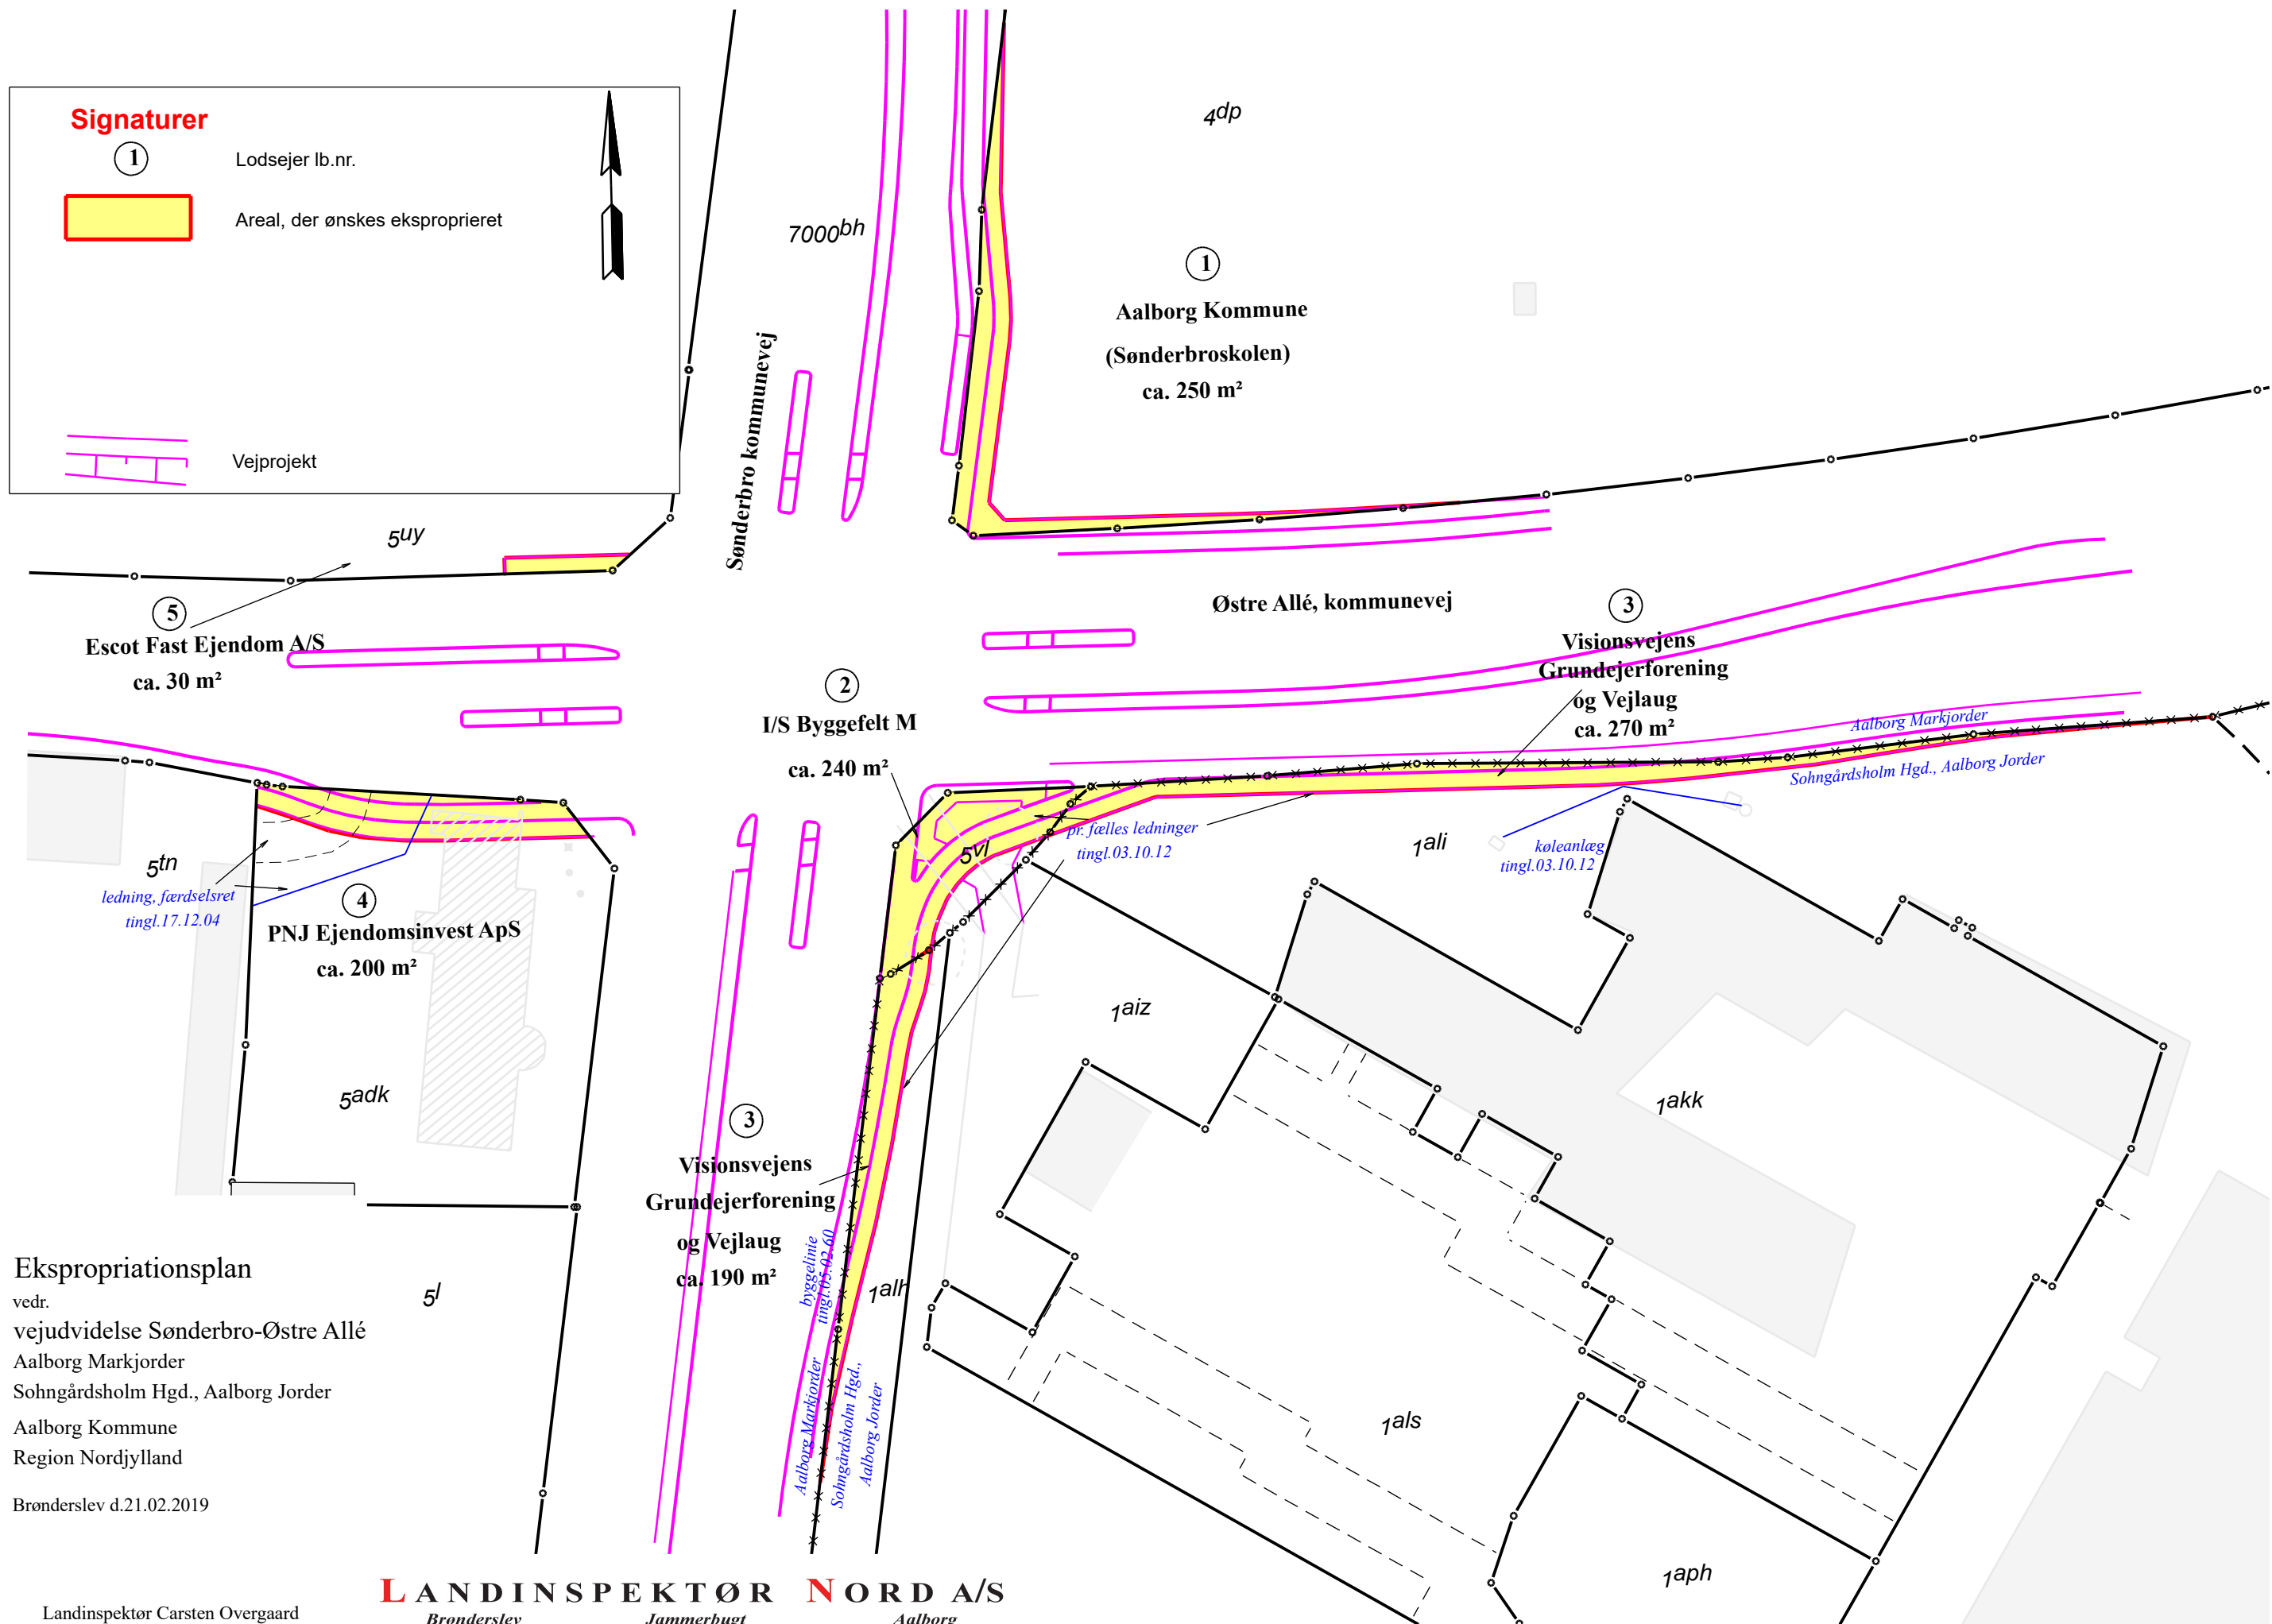 Signaturer
1
Lodsejer lb.nr.
Areal, der ønskes eksproprieret
Vejprojekt
4dp
7000bh
1
Aalborg Kommune
(Sønderbroskolen)
ca. 250 m²
Sønderbro kommunevej
5uy
5
Escot Fast Ejendom A/S
ca. 30 m²
Østre Allé, kommunevej
3
Visionsvejens
Grundejerforening
og Vejlaug
ca. 270 m²
2
I/S Byggefelt M
ca. 240 m²
Aalborg Markjorder
Sohngårdsholm Hgd., Aalborg Jorder
pr. fælles ledninger
tingl.03.10.12
5vl
1ali
køleanlæg
tingl.03.10.12
5tn
ledning, færdselsret
tingl.17.12.04
4
PNJ Ejendomsinvest ApS
ca. 200 m²
5adk
1aiz
1akk
3
Visionsvejens
Grundejerforening
og Vejlaug
ca. 190 m²
byggelinie
tingl.05.02.60
1alh
Aalborg Markjorder
Sohngårdsholm Hgd.,
Aalborg Jorder
5l
1als
1aph
Ekspropriationsplan
vedr.
vejudvidelse Sønderbro-Østre Allé
Aalborg Markjorder
Sohngårdsholm Hgd., Aalborg Jorder
Aalborg Kommune
Region Nordjylland
Brønderslev d.21.02.2019
Landinspektør Carsten Overgaard
LANDINSPEKTØR NORD A/S
Brønderslev Jammerbugt Aalborg